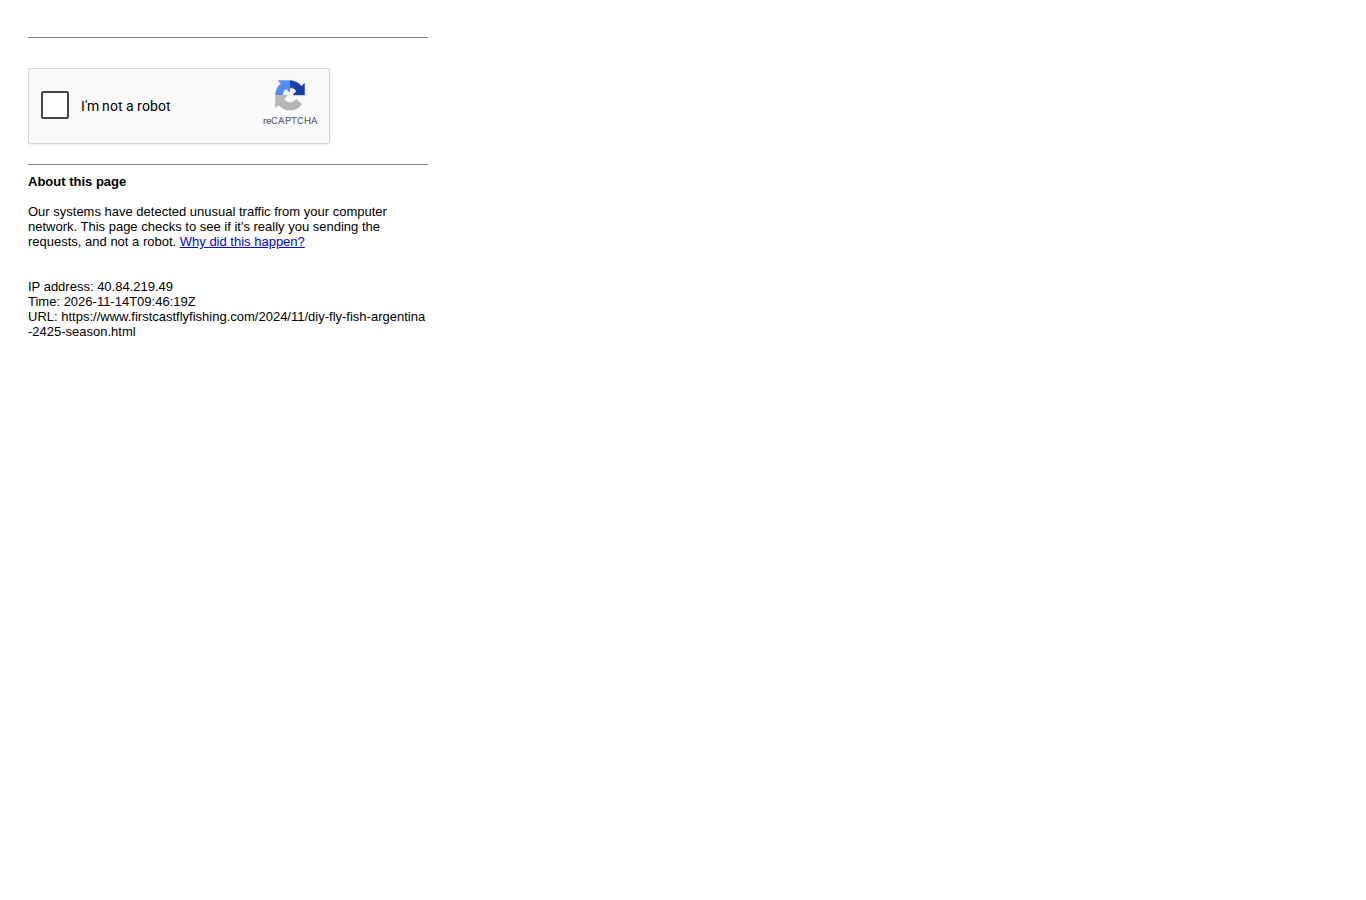 I'm not a robot
reCAPTCHA
About this page
Our systems have detected unusual traffic from your computer
network. This page checks to see if it's really you sending the
requests, and not a robot. Why did this happen?
IP address: 40.84.219.49
Time: 2026-11-14T09:46:19Z
URL: https://www.firstcastflyfishing.com/2024/11/diy-fly-fish-argentina
-2425-season.html